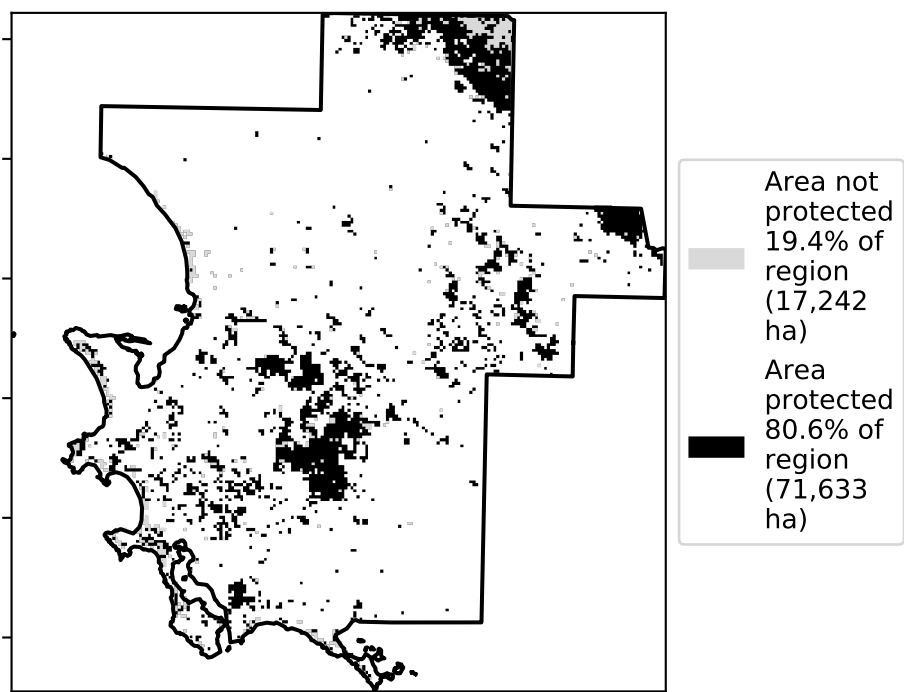 Area not
protected
19.4% of
region
(17,242
ha)
Area
protected
80.6% of
region
(71,633
ha)